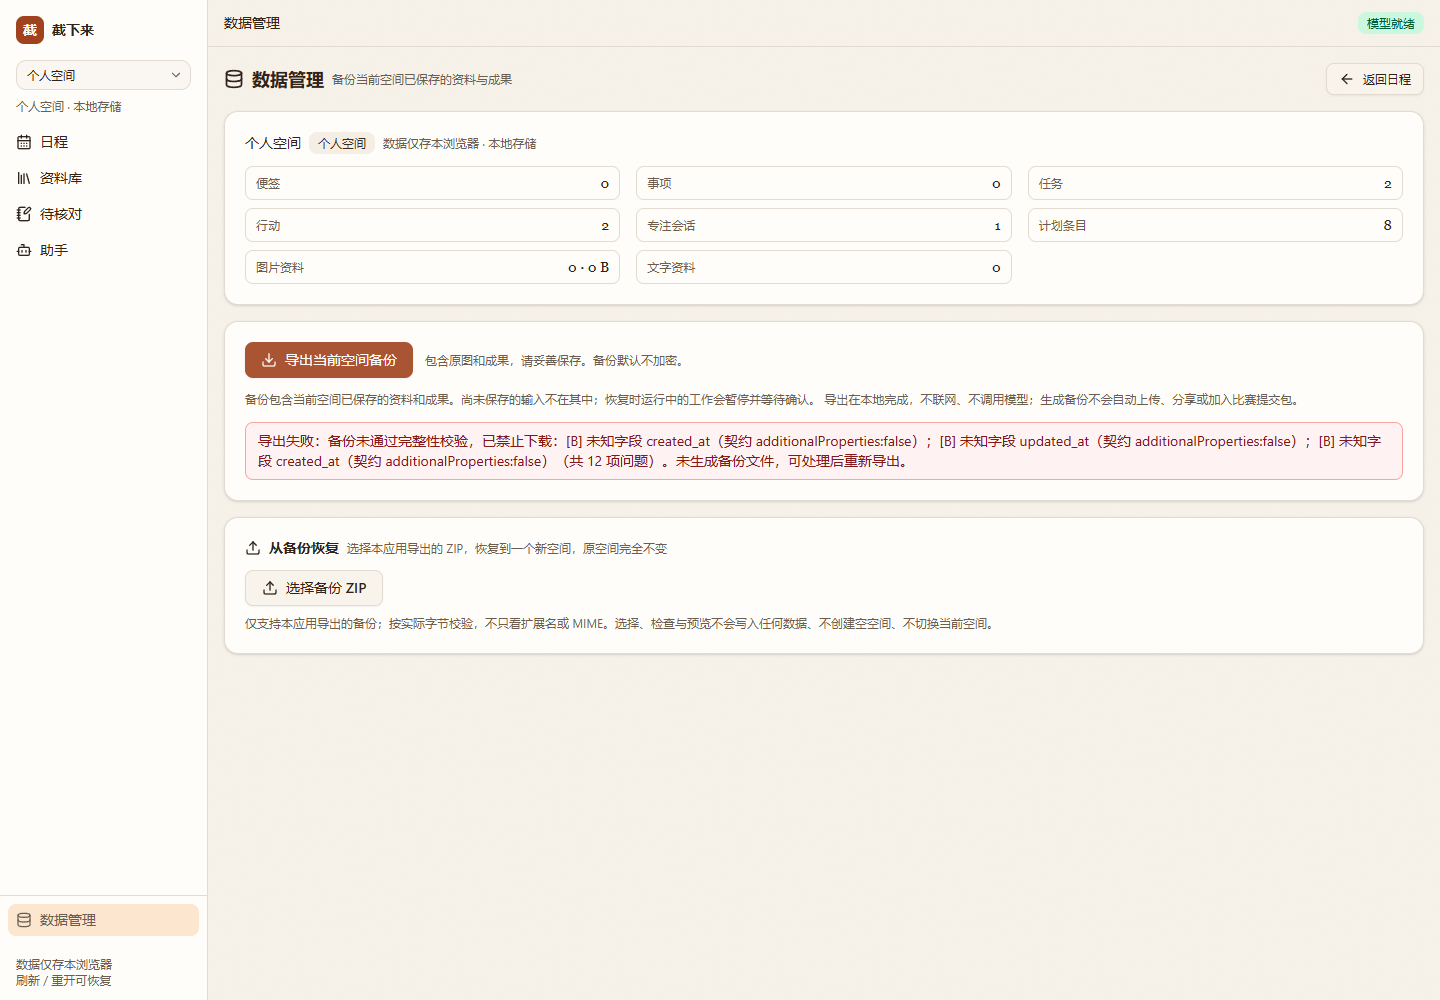 截 截下来
个人空间
个人空间 · 本地存储
日程
资料库
待核对
助手
数据管理
数据仅存本浏览器
刷新 / 重开可恢复
数据管理
模型就绪
数据管理 备份当前空间已保存的资料与成果
返回日程
个人空间 个人空间 数据仅存本浏览器 · 本地存储
便签 0
事项 0
任务 2
行动 2
专注会话 1
计划条目 8
图片资料 0 · 0 B
文字资料 0
导出当前空间备份 包含原图和成果，请妥善保存。备份默认不加密。
备份包含当前空间已保存的资料和成果。尚未保存的输入不在其中；恢复时运行中的工作会暂停并等待确认。 导出在本地完成，不联网、不调用模型；生成备份不会自动上传、分享或加入比赛提交包。
导出失败：备份未通过完整性校验，已禁止下载：[B] 未知字段 created_at（契约 additionalProperties:false）；[B] 未知字段 updated_at（契约 additionalProperties:false）；[B] 未知字
段 created_at（契约 additionalProperties:false）（共 12 项问题）。未生成备份文件，可处理后重新导出。
从备份恢复 选择本应用导出的 ZIP，恢复到一个新空间，原空间完全不变
选择备份 ZIP
仅支持本应用导出的备份；按实际字节校验，不只看扩展名或 MIME。选择、检查与预览不会写入任何数据、不创建空空间、不切换当前空间。